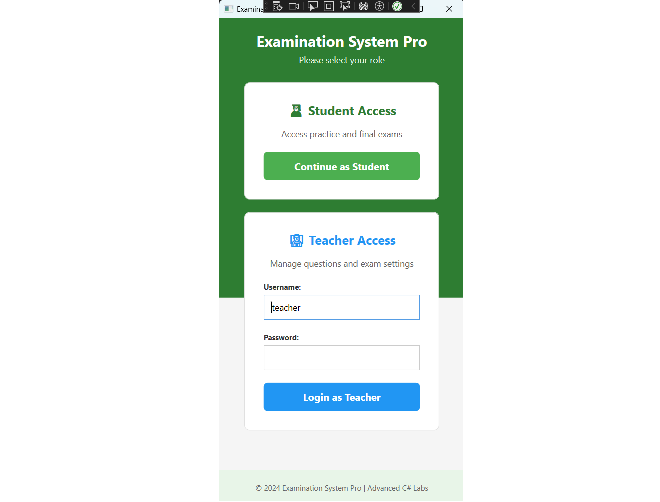 Examina
Examination System Pro
Please select your role
Student Access
Access practice and final exams
Continue as Student
Teacher Access
Manage questions and exam settings
Username:
teacher
Password:
Login as Teacher
© 2024 Examination System Pro | Advanced C# Labs